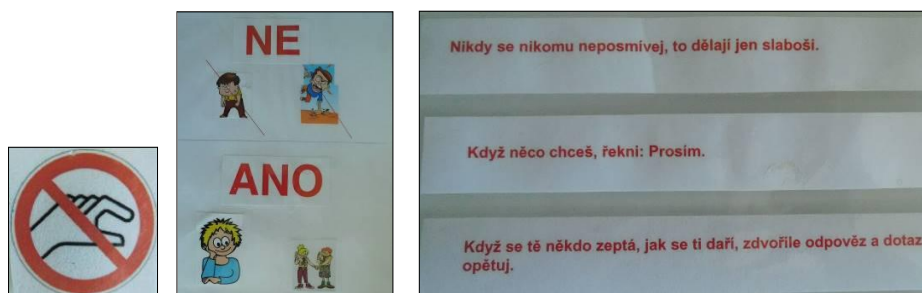 NE
ANO
Nikdy se nikomu neposmívej, to dělají jen slaboši.
Když něco chceš, řekni: Prosím.
Když se tě někdo zeptá, jak se ti daří, zdvořile odpověz a dotaz
opětuj.